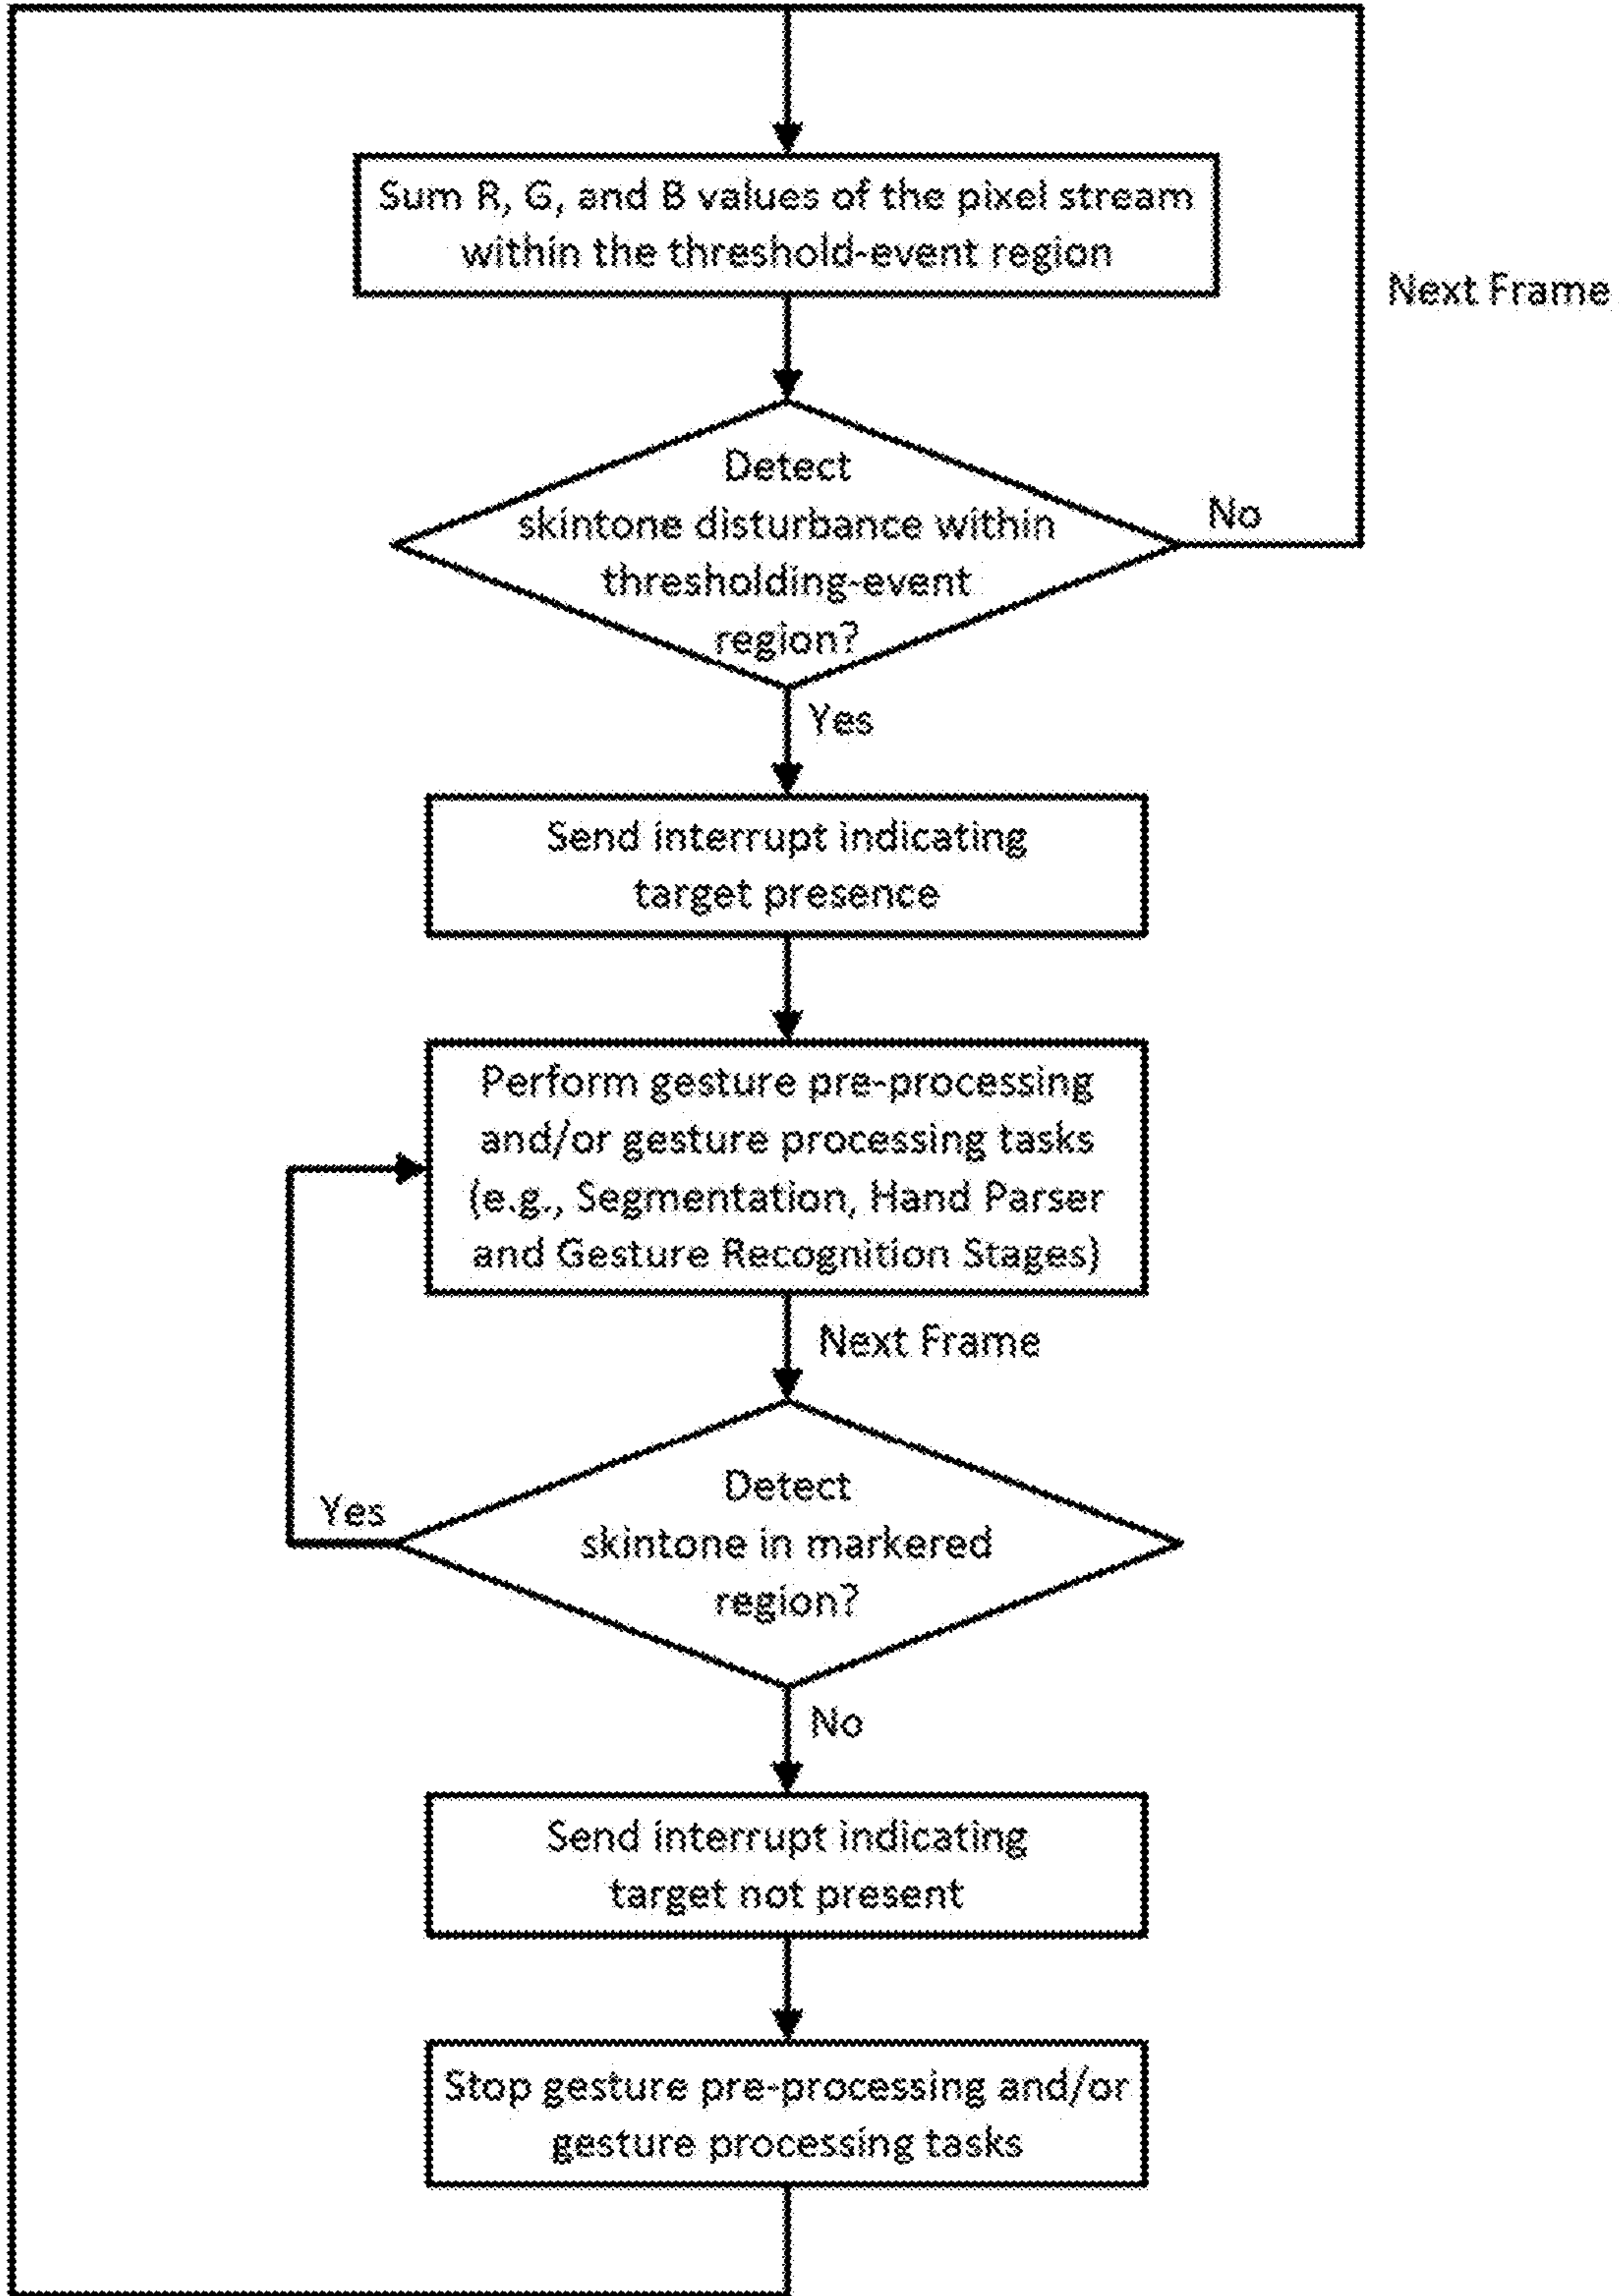 Sum R, G, and B values of the pixel stream
within the threshold-event region
Next Frame
Detect
skintone disturbance within
thresholding-event
region?
No
Yes
Send interrupt indicating
target presence
Perform gesture pre-processing
and/or gesture processing tasks
(e.g., Segmentation, Hand Parser
and Gesture Recognition Stages)
Next Frame
Detect
skintone in markered
region?
Yes
No
Send interrupt indicating
target not present
Stop gesture pre-processing and/or
gesture processing tasks